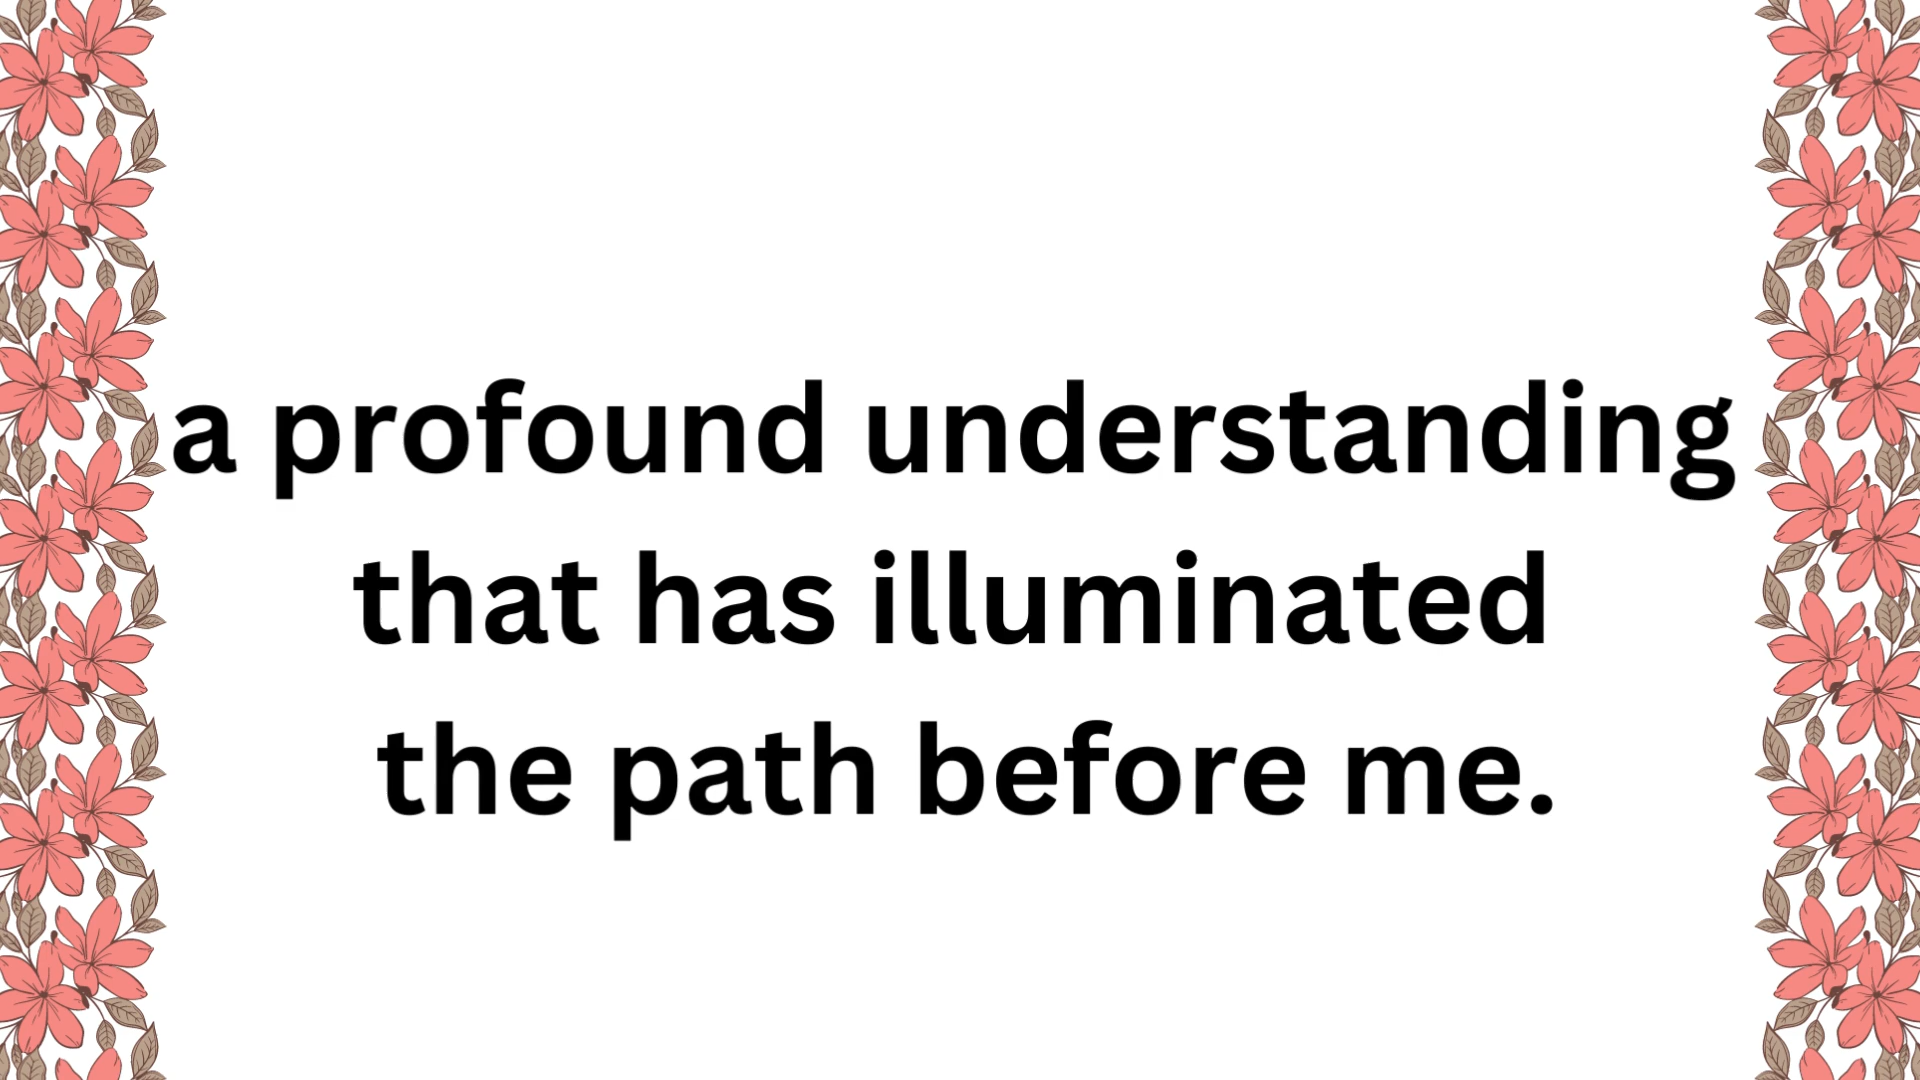 a profound understanding
that has illuminated
the path before me.